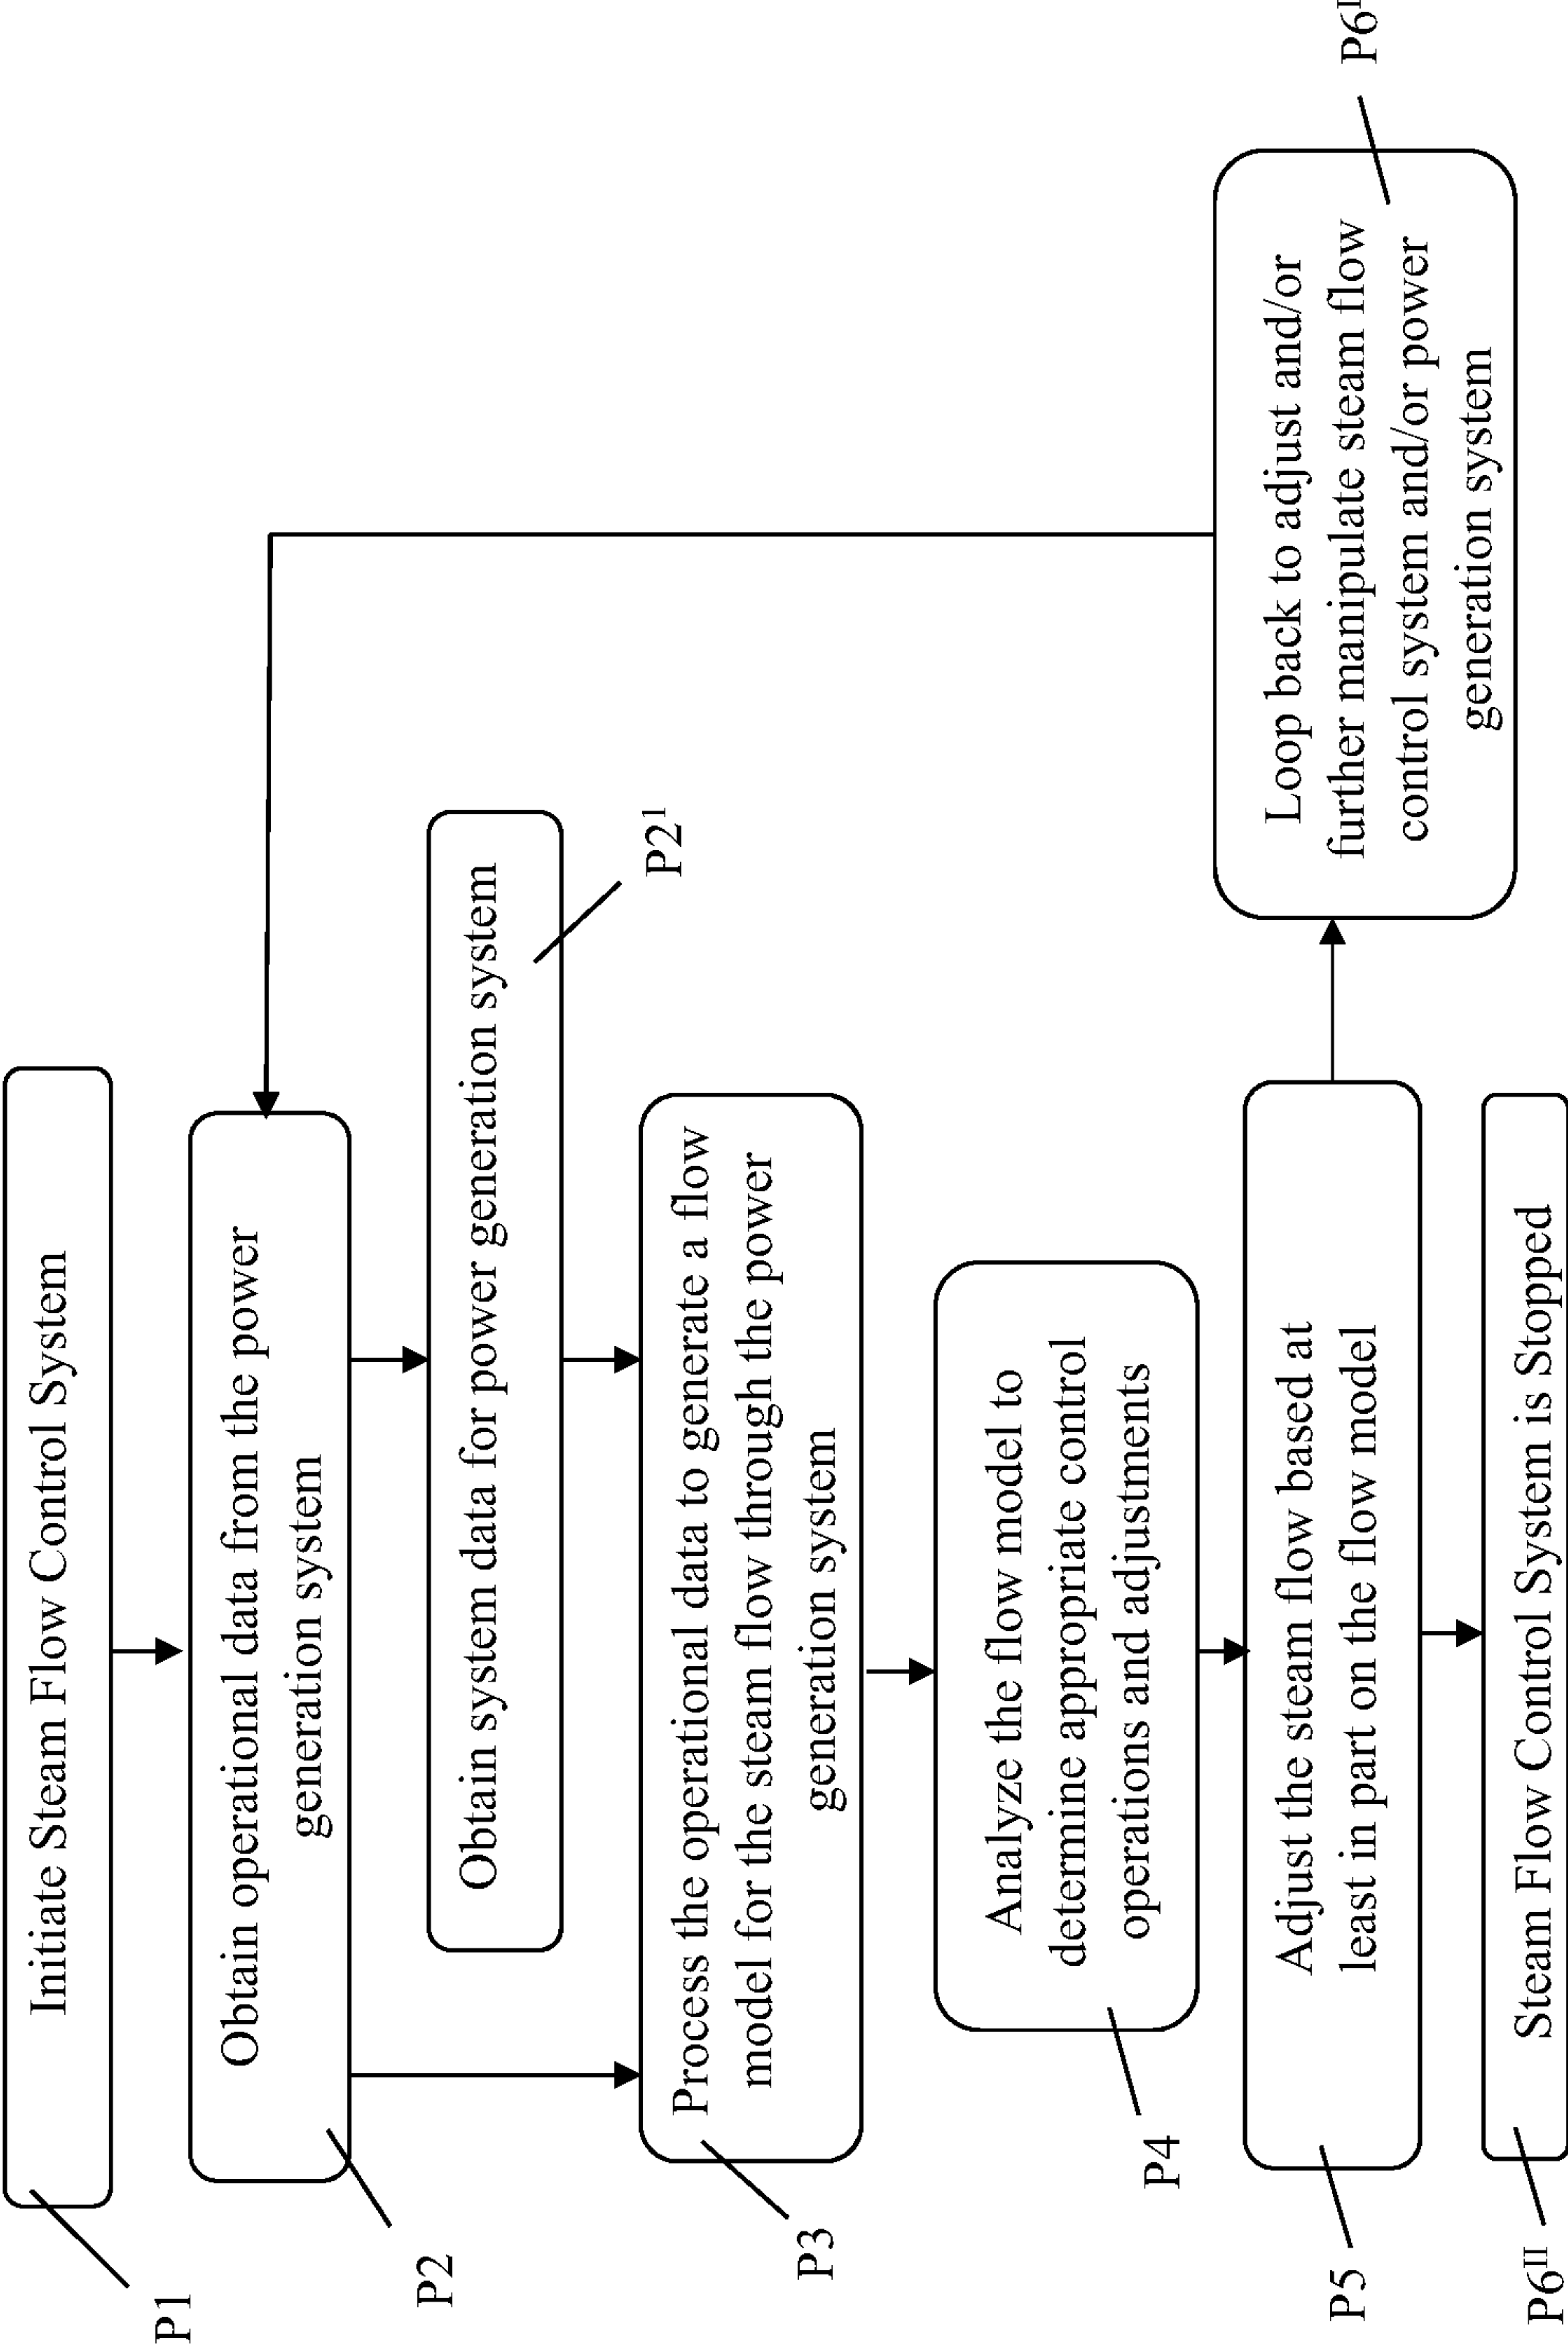 Initiate Steam Flow Control System
P1
Obtain operational data from the power
generation system
P2
Obtain system data for power generation system
P2¹
Process the operational data to generate a flow
model for the steam flow through the power
generation system
P3
Analyze the flow model to
determine appropriate control
operations and adjustments
P4
Adjust the steam flow based at
least in part on the flow model
P5
Loop back to adjust and/or
further manipulate steam flow
control system and/or power
generation system
P6ᴵ
Steam Flow Control System is Stopped
P6ᴵᴵ